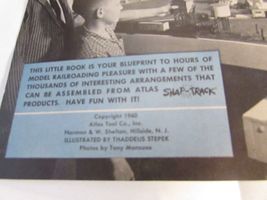 THIS LITTLE BOOK IS YOUR BLUEPRINT TO HOURS OF
MODEL RAILROADING PLEASURE WITH A FEW OF THE
THOUSANDS OF INTERESTING ARRANGEMENTS THAT
CAN BE ASSEMBLED FROM ATLAS SNAP-TRACK
PRODUCTS. HAVE FUN WITH IT!
Copyright 1960
Atlas Tool Co., Inc.
Herman & W. Shelton, Hillside, N. J.
ILLUSTRATED BY THADDEUS STEPEK
Photos by Tony Mansueo